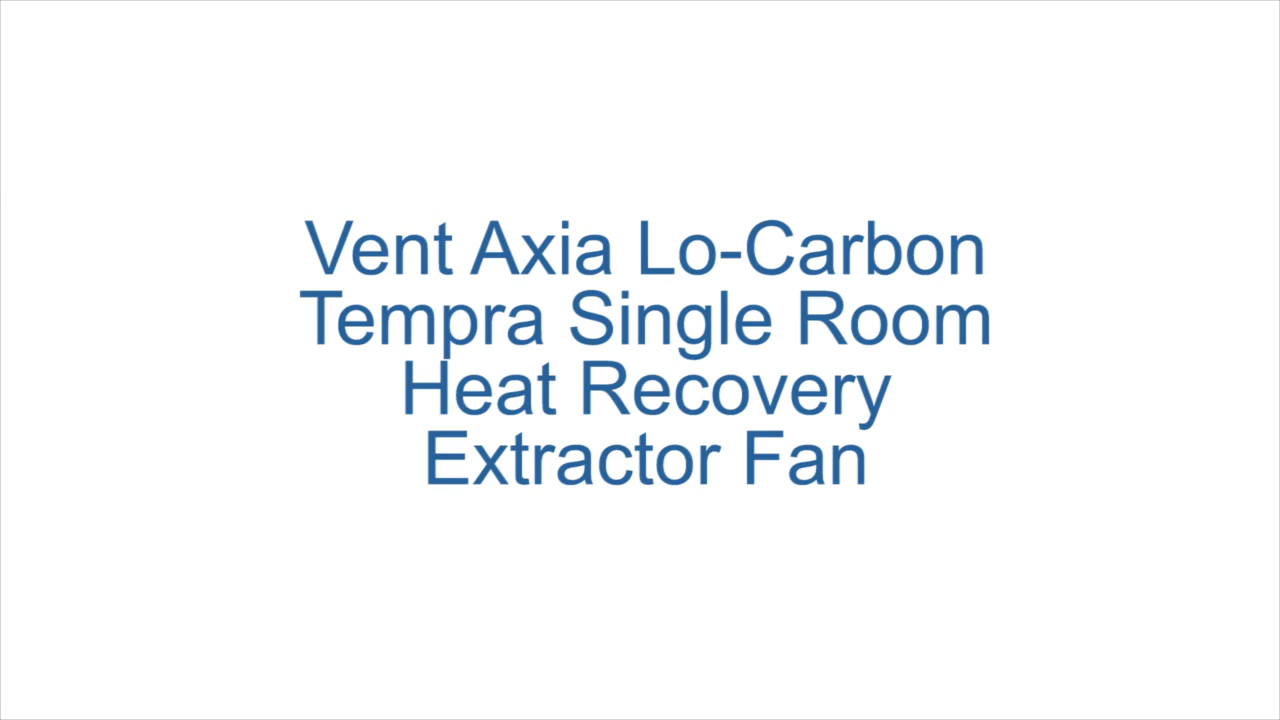 Vent Axia Lo-Carbon
Tempra Single Room
Heat Recovery
Extractor Fan